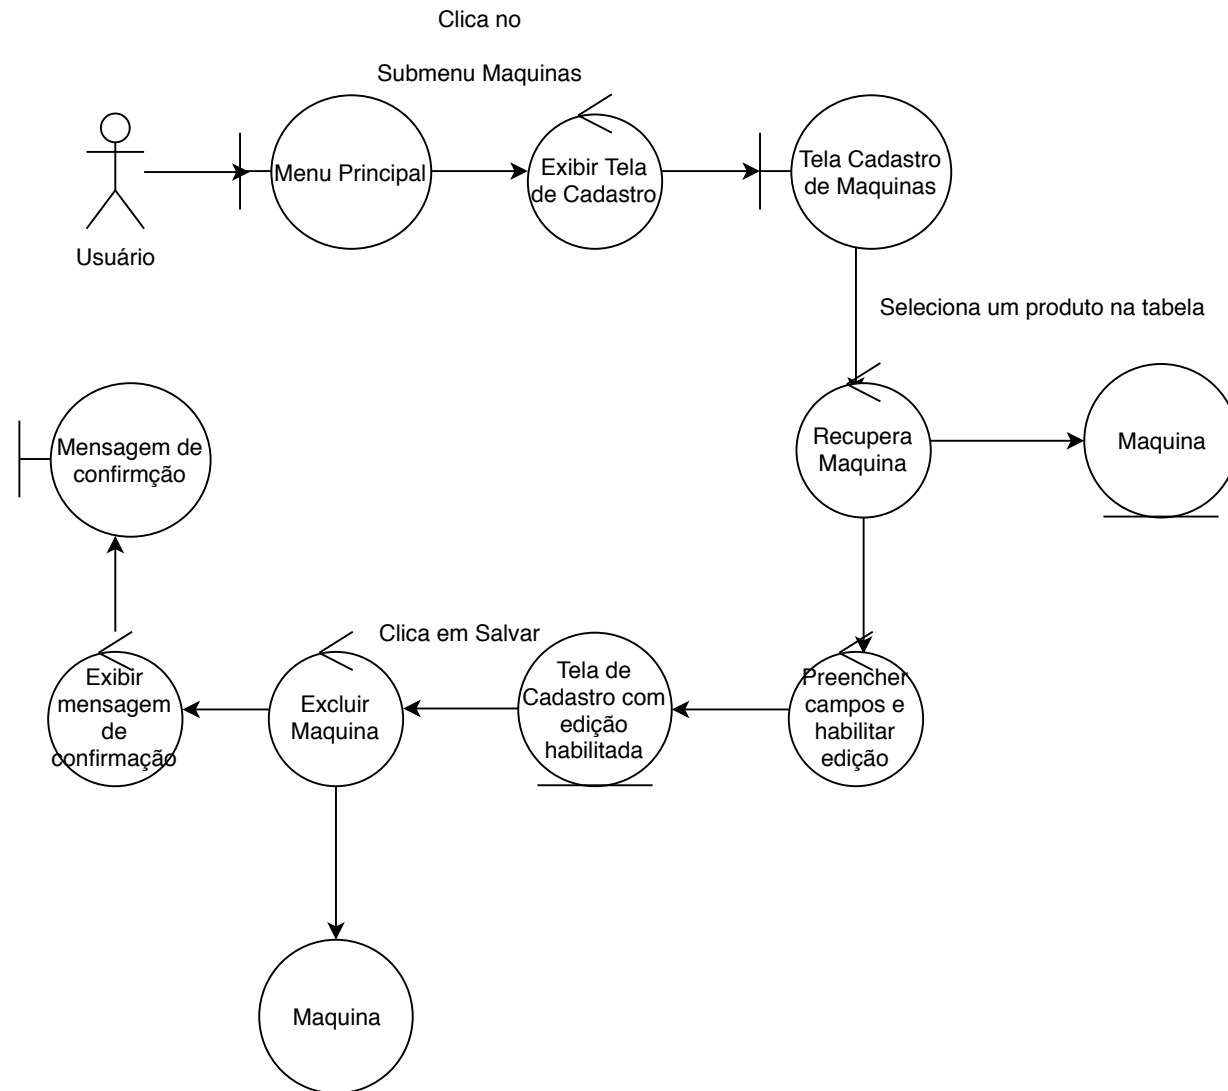 Clica no
Submenu Maquinas
Menu Principal
Exibir Tela
de Cadastro
Tela Cadastro
de Maquinas
Usuário
Seleciona um produto na tabela
Mensagem de
confirmção
Recupera
Maquina
Maquina
Clica em Salvar
Exibir
mensagem
de
confirmação
Excluir
Maquina
Tela de
Cadastro com
edição
habilitada
Preencher
campos e
habilitar
edição
Maquina